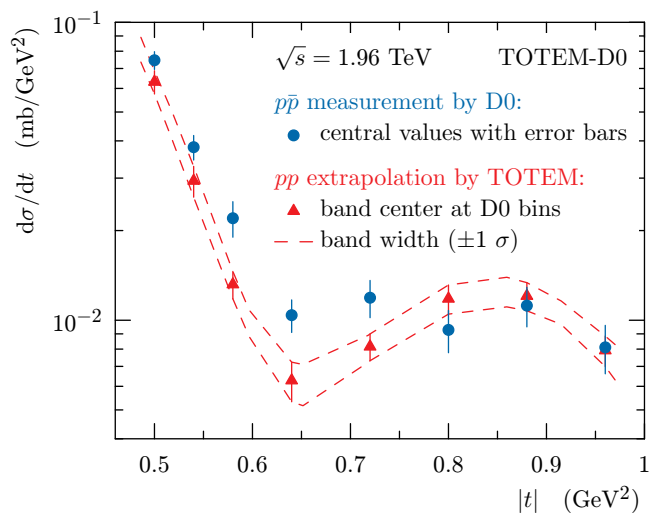 10⁻¹
√s = 1.96 TeV TOTEM-D0
pp̄ measurement by D0:
central values with error bars
pp extrapolation by TOTEM:
band center at D0 bins
band width (±1 σ)
dσ/dt (mb/GeV²)
10⁻²
0.5 0.6 0.7 0.8 0.9 1
|t| (GeV²)